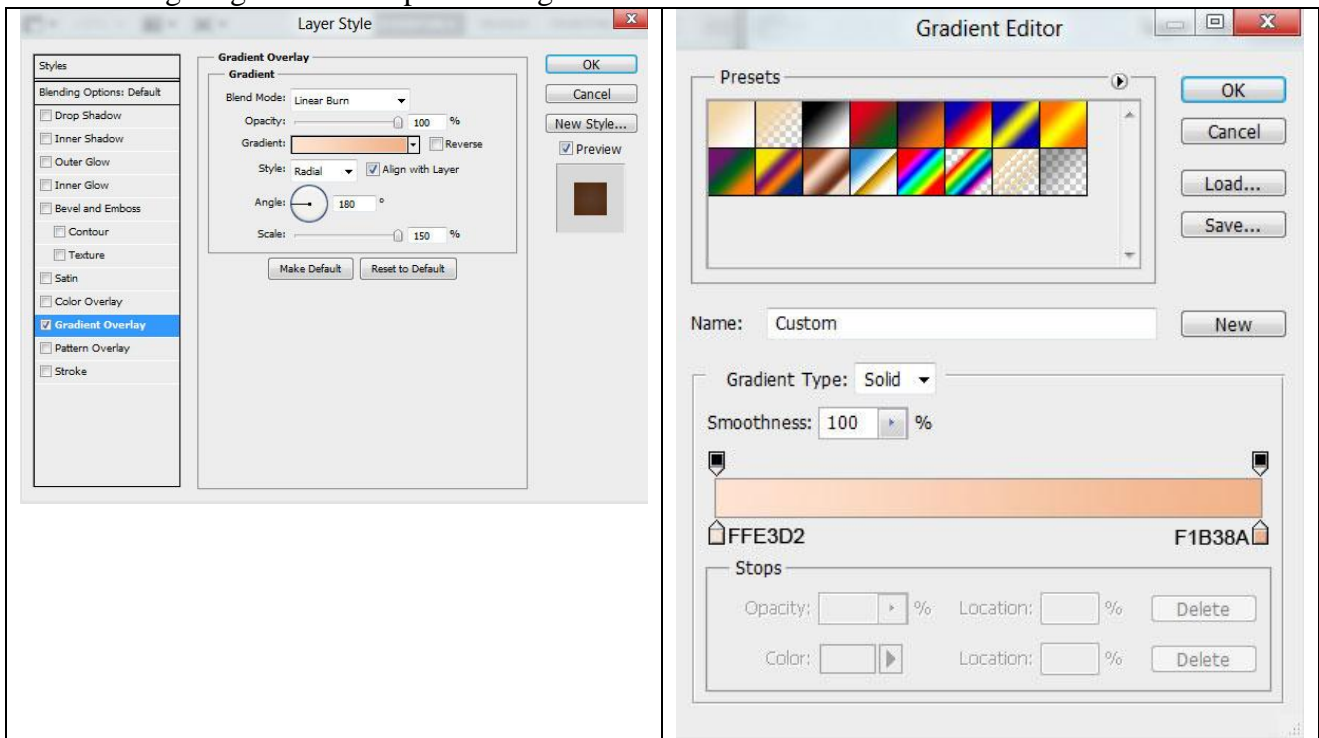 Layer Style
Styles
Blending Options: Default
Drop Shadow
Inner Shadow
Outer Glow
Inner Glow
Bevel and Emboss
Contour
Texture
Satin
Color Overlay
Gradient Overlay
Pattern Overlay
Stroke
Gradient Overlay
Gradient
Blend Mode: Linear Burn
Opacity: 100 %
Gradient: Reverse
Style: Radial Align with Layer
Angle: 180 °
Scale: 150 %
Make Default Reset to Default
OK
Cancel
New Style...
Preview
Gradient Editor
Presets
OK
Cancel
Load...
Save...
Name: Custom
New
Gradient Type: Solid
Smoothness: 100 %
FFE3D2 F1B38A
Stops
Opacity: % Location: % Delete
Color: Location: % Delete